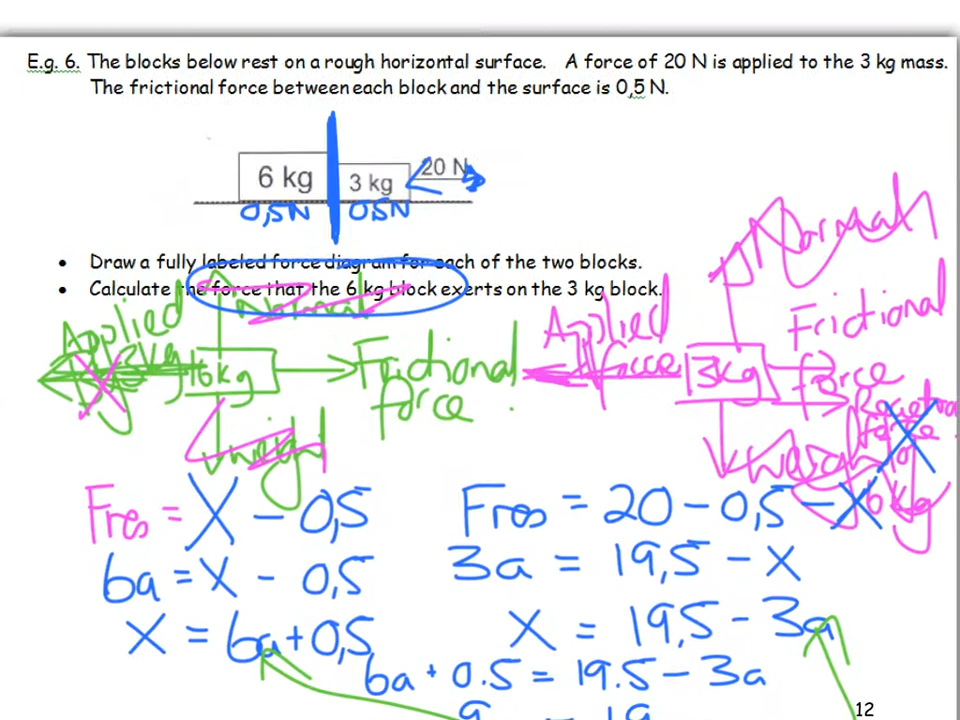 E.g. 6. The blocks below rest on a rough horizontal surface. A force of 20 N is applied to the 3 kg mass.
The frictional force between each block and the surface is 0,5 N.
6 kg
3 kg
20 N
0,5N
0,5N
• Draw a fully labeled force diagram for each of the two blocks.
• Calculate the force that the 6 kg block exerts on the 3 kg block.
Normal
Normal
Applied
by 3kg
6kg
Frictional
force
weight
Applied
force
3kg
Frictional
force
Weight
6kg
Fres = X - 0,5
6a = X - 0,5
X = 6a + 0,5
Fres = 20 - 0,5 - X
3a = 19,5 - X
X = 19,5 - 3a
6a + 0.5 = 19.5 - 3a
12